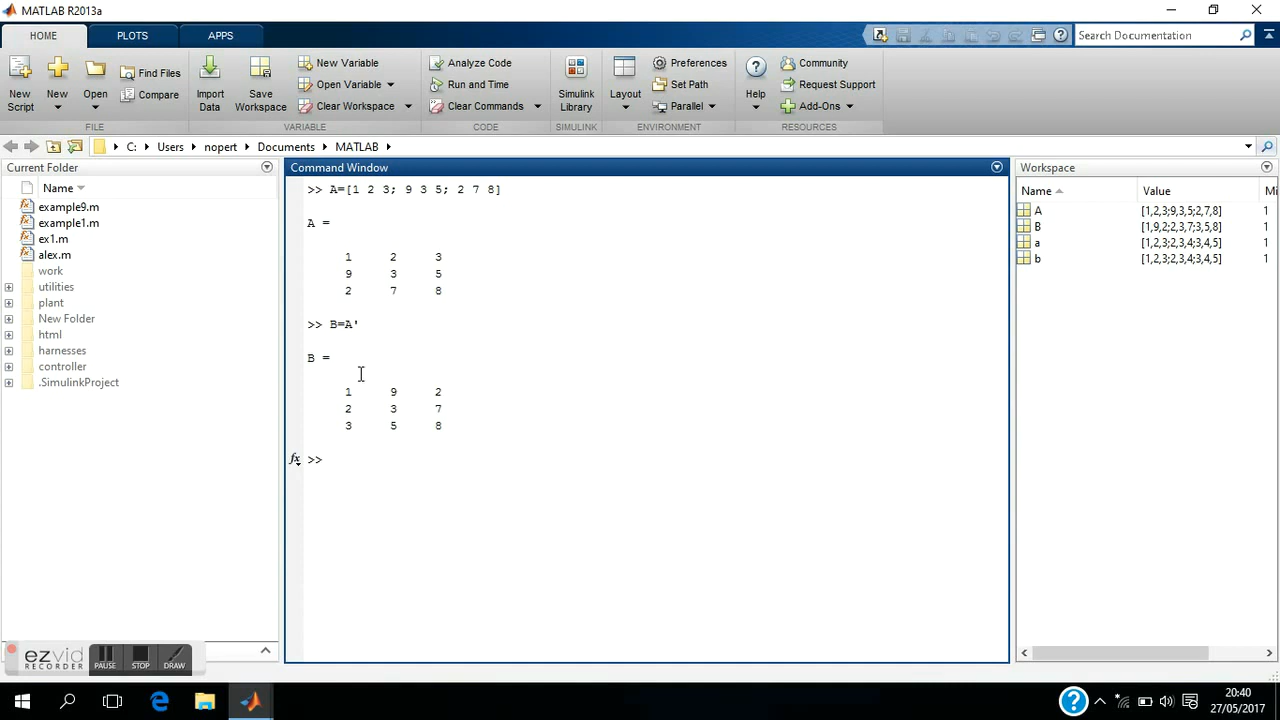 MATLAB R2013a
HOME PLOTS APPS
Search Documentation
New Script
New
Open
Find Files
Compare
FILE
Import Data
Save Workspace
New Variable
Open Variable
Clear Workspace
VARIABLE
Analyze Code
Run and Time
Clear Commands
CODE
Simulink Library
SIMULINK
Layout
Preferences
Set Path
Parallel
ENVIRONMENT
Help
Community
Request Support
Add-Ons
RESOURCES
C: Users nopert Documents MATLAB
Current Folder
Name
example9.m
example1.m
ex1.m
alex.m
work
utilities
plant
New Folder
html
harnesses
controller
.SimulinkProject
Command Window
>> A=[1 2 3; 9 3 5; 2 7 8]
A =
1 2 3
9 3 5
2 7 8
>> B=A'
B =
1 9 2
2 3 7
3 5 8
fx >>
Workspace
Name Value Mi
A [1,2,3;9,3,5;2,7,8] 1
B [1,9,2;2,3,7;3,5,8] 1
a [1,2,3;2,3,4;3,4,5] 1
b [1,2,3;2,3,4;3,4,5] 1
ezvid
RECORDER
PAUSE STOP DRAW
20:40
27/05/2017